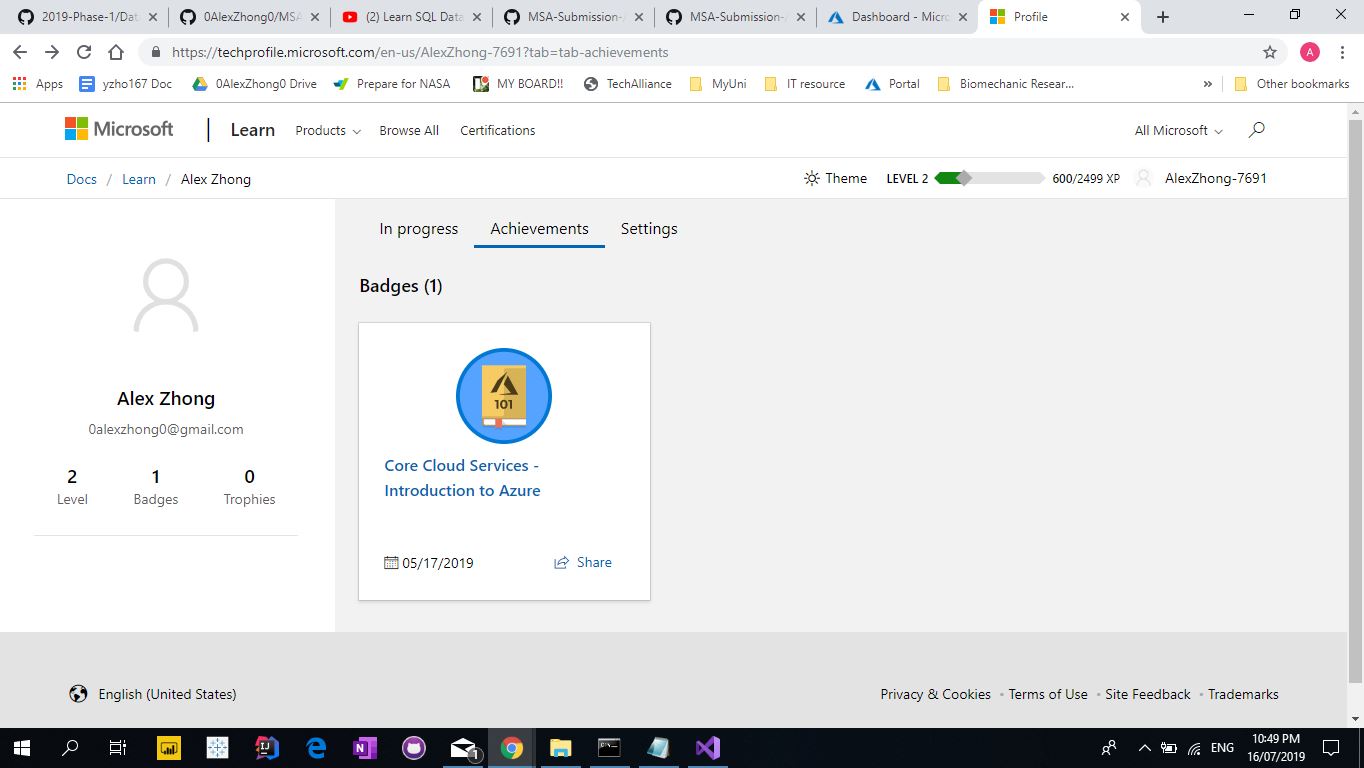 2019-Phase-1/Data
0AlexZhong0/MSA
(2) Learn SQL Data
MSA-Submission-
MSA-Submission-
Dashboard - Micro
Profile
https://techprofile.microsoft.com/en-us/AlexZhong-7691?tab=tab-achievements
A
Apps
yzho167 Doc
0AlexZhong0 Drive
Prepare for NASA
MY BOARD!!
TechAlliance
MyUni
IT resource
Portal
Biomechanic Resear...
»
Other bookmarks
Microsoft
Learn
Products
Browse All
Certifications
All Microsoft
Docs / Learn / Alex Zhong
Theme
LEVEL 2
600/2499 XP
AlexZhong-7691
In progress
Achievements
Settings
Alex Zhong
0alexzhong0@gmail.com
2
Level
1
Badges
0
Trophies
Badges (1)
101
Core Cloud Services -
Introduction to Azure
05/17/2019
Share
English (United States)
Privacy & Cookies • Terms of Use • Site Feedback • Trademarks
1
ENG
10:49 PM
16/07/2019